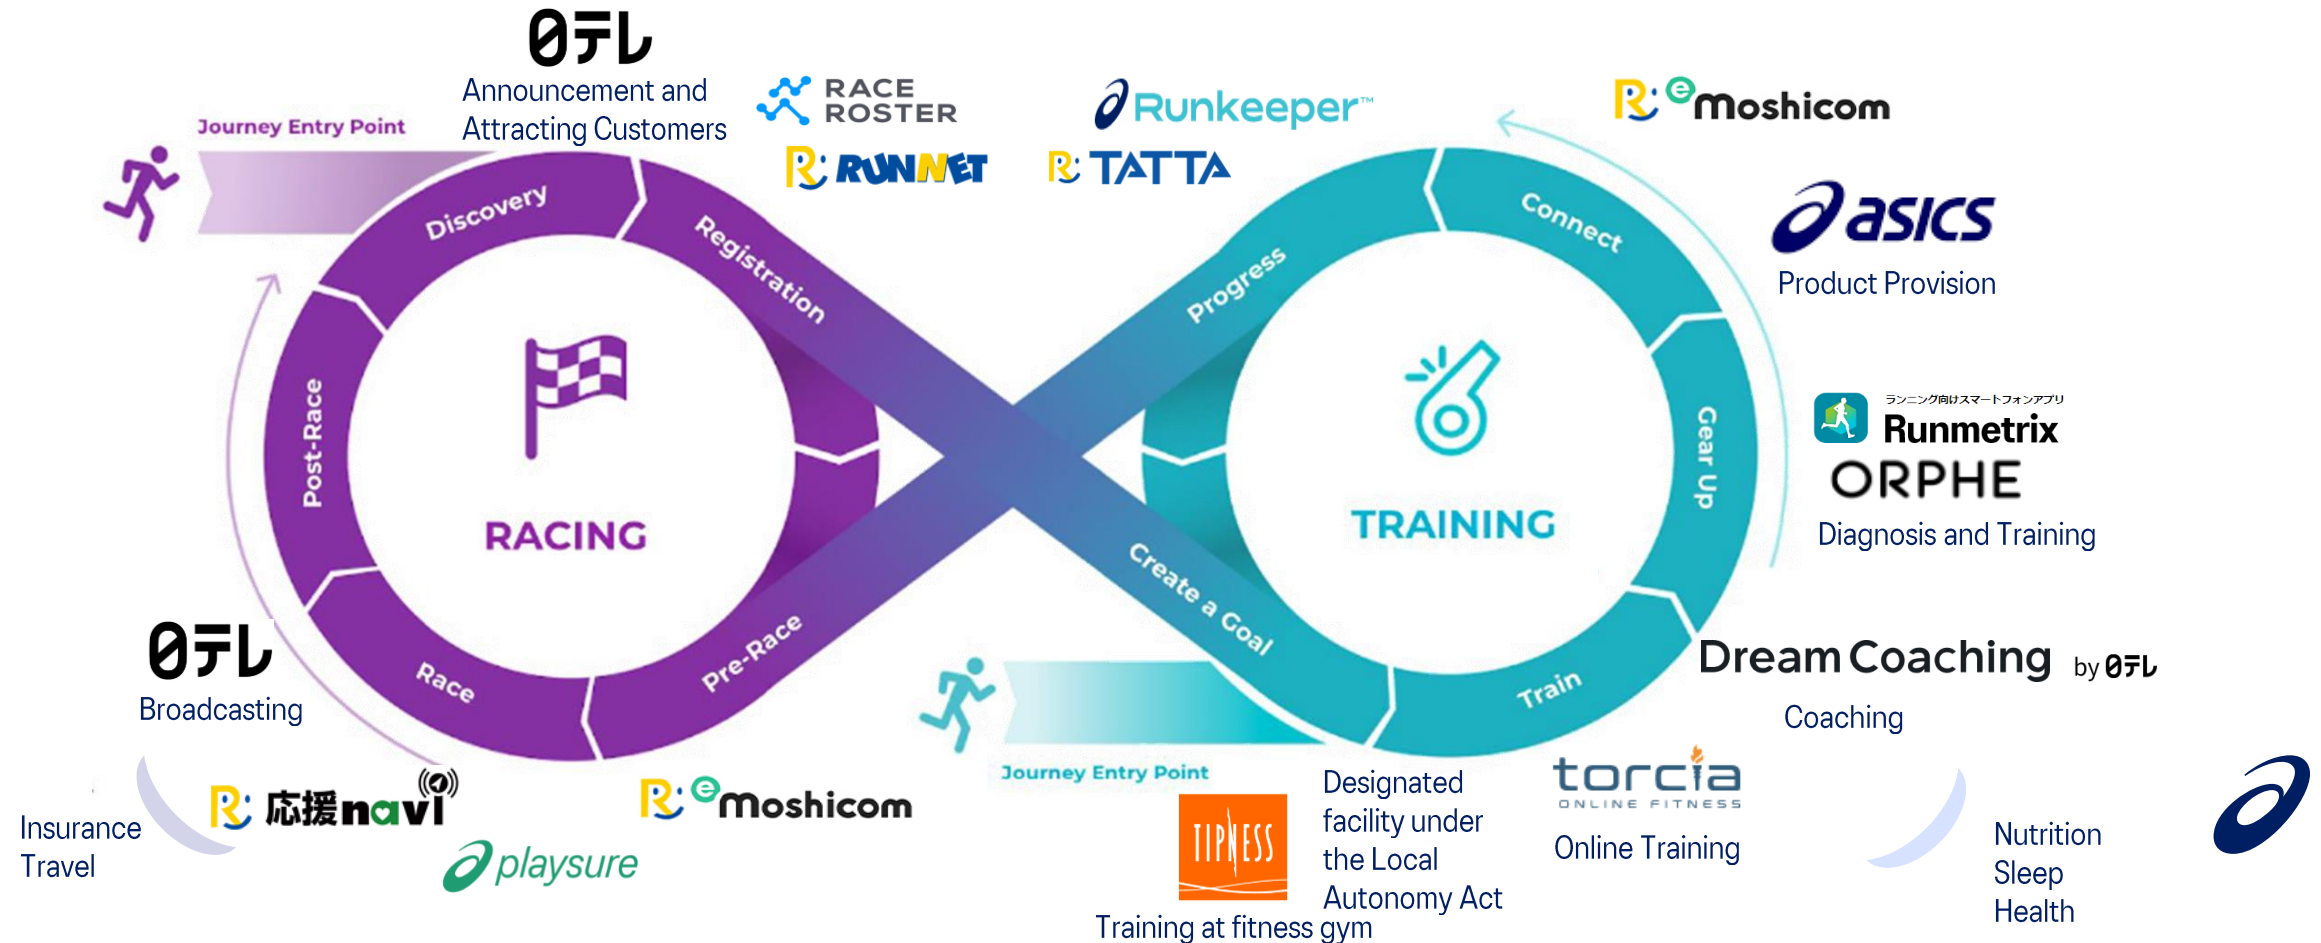 日テレ
Announcement and
Attracting Customers
Journey Entry Point
RACE
ROSTER
R RUNNET
Runkeeper™
R TATTA
R e moshicom
asics
Product Provision
Discovery
Registration
Progress
Connect
Gear Up
Train
Create a Goal
Pre-Race
Race
Post-Race
RACING
TRAINING
ランニング向けスマートフォンアプリ
Runmetrix
ORPHE
Diagnosis and Training
Dream Coaching by 日テレ
Coaching
日テレ
Broadcasting
Insurance
Travel
R 応援navi
playsure
R e moshicom
Journey Entry Point
TIPNESS
Training at fitness gym
Designated
facility under
the Local
Autonomy Act
torcia
ONLINE FITNESS
Online Training
Nutrition
Sleep
Health